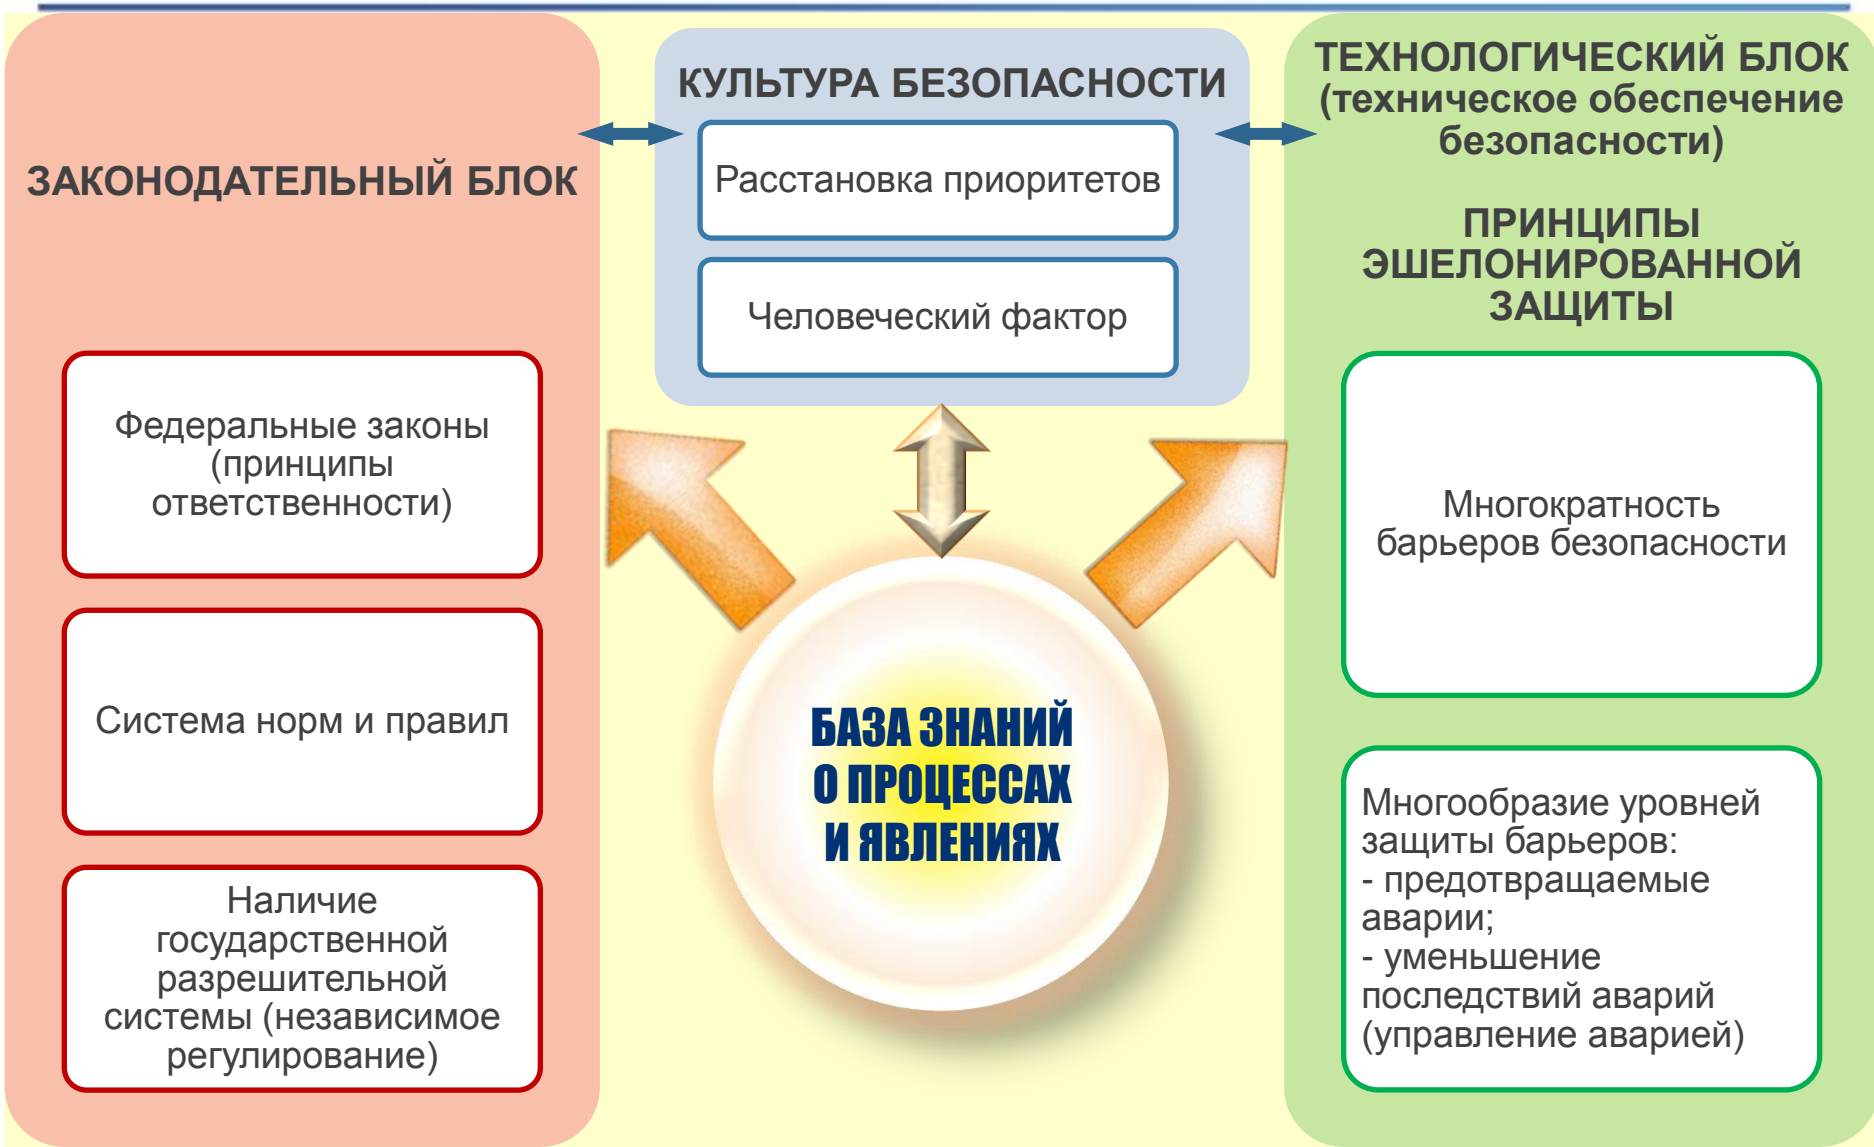 ЗАКОНОДАТЕЛЬНЫЙ БЛОК
Федеральные законы
(принципы
ответственности)
Система норм и правил
Наличие
государственной
разрешительной
системы (независимое
регулирование)
КУЛЬТУРА БЕЗОПАСНОСТИ
Расстановка приоритетов
Человеческий фактор
БАЗА ЗНАНИЙ
О ПРОЦЕССАХ
И ЯВЛЕНИЯХ
ТЕХНОЛОГИЧЕСКИЙ БЛОК
(техническое обеспечение
безопасности)
ПРИНЦИПЫ
ЭШЕЛОНИРОВАННОЙ
ЗАЩИТЫ
Многократность
барьеров безопасности
Многообразие уровней
защиты барьеров:
- предотвращаемые
аварии;
- уменьшение
последствий аварий
(управление аварией)